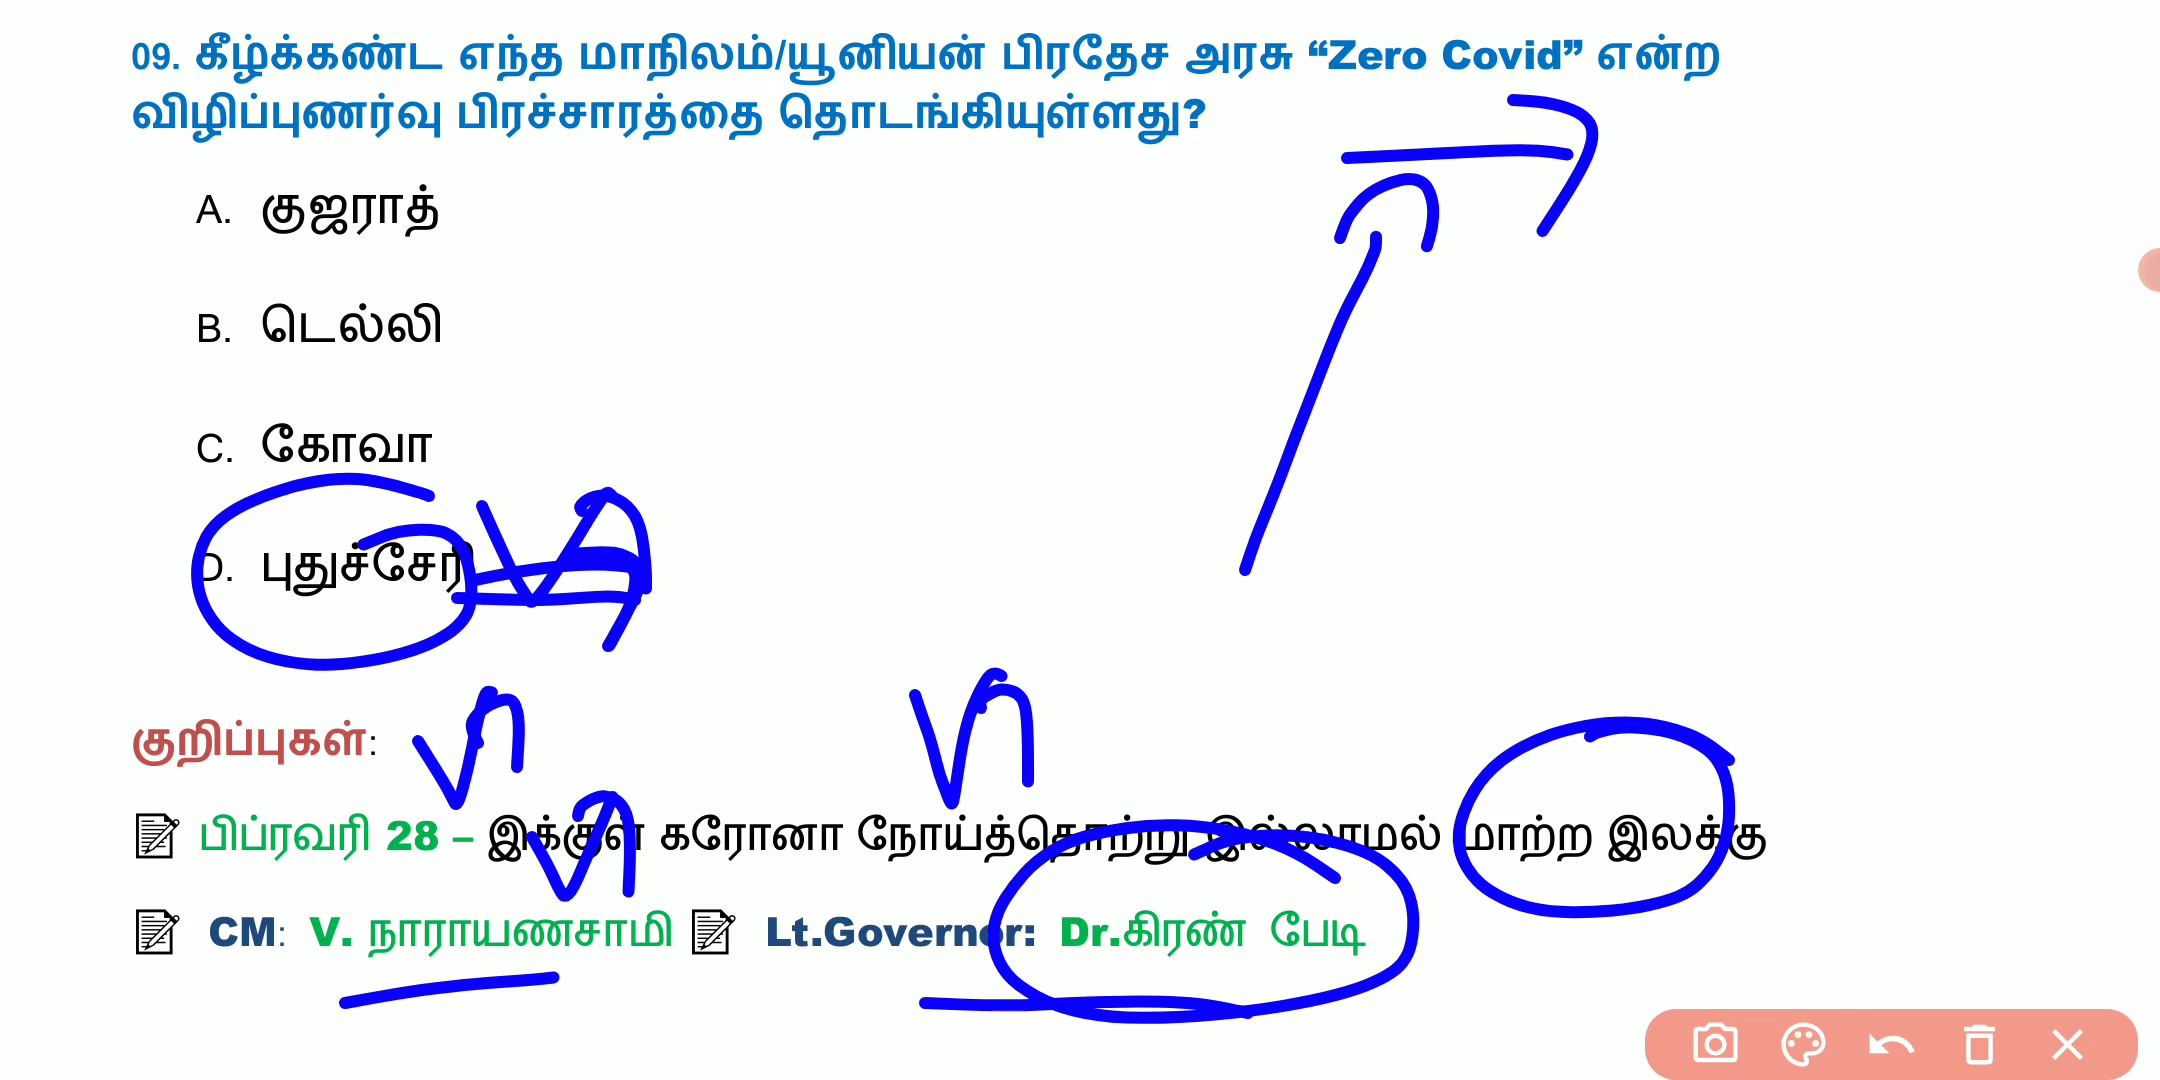 09. கீழ்க்கண்ட எந்த மாநிலம்/யூனியன் பிரதேச அரசு “Zero Covid” என்ற
விழிப்புணர்வு பிரச்சாரத்தை தொடங்கியுள்ளது?
A. குஜராத்
B. டெல்லி
C. கோவா
D. புதுச்சேரி
குறிப்புகள்:
பிப்ரவரி 28 – இக்குள் கரோனா நோய்த்தொற்று இல்லாமல் மாற்ற இலக்கு
CM: V. நாராயணசாமி Lt.Governor: Dr.கிரண் பேடி